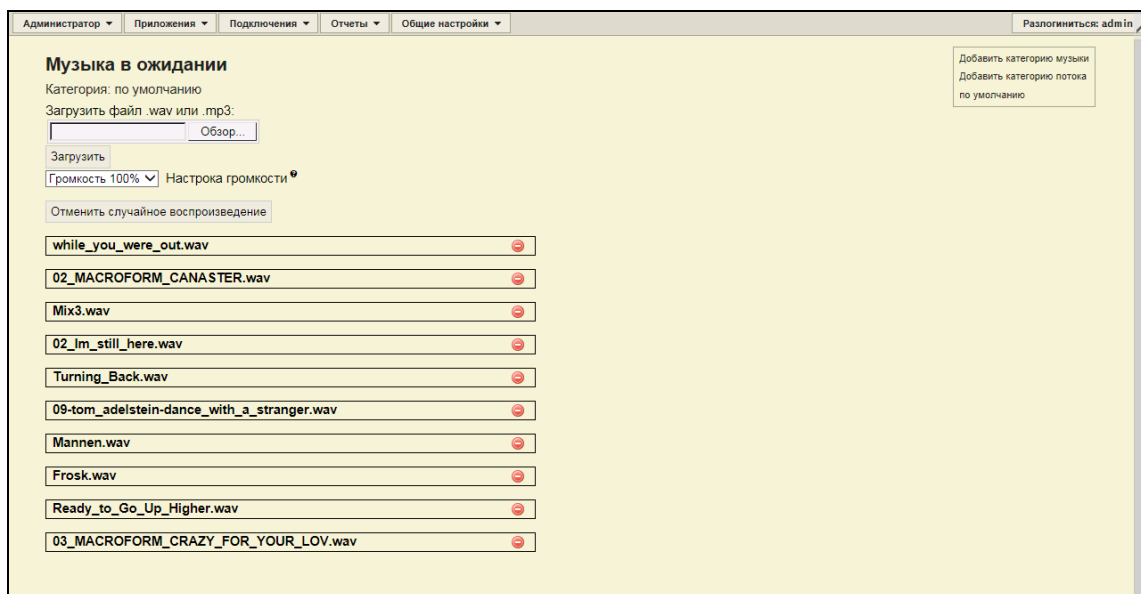 Администратор Приложения Подключения Отчеты Общие настройки Разлогиниться: admin
Музыка в ожидании
Категория: по умолчанию
Загрузить файл .wav или .mp3:
Обзор...
Загрузить
Громкость 100% Настрока громкости
Отменить случайное воспроизведение
while_you_were_out.wav
02_MACROFORM_CANASTER.wav
Mix3.wav
02_Im_still_here.wav
Turning_Back.wav
09-tom_adelstein-dance_with_a_stranger.wav
Mannen.wav
Frosk.wav
Ready_to_Go_Up_Higher.wav
03_MACROFORM_CRAZY_FOR_YOUR_LOV.wav
Добавить категорию музыки
Добавить категорию потока
по умолчанию